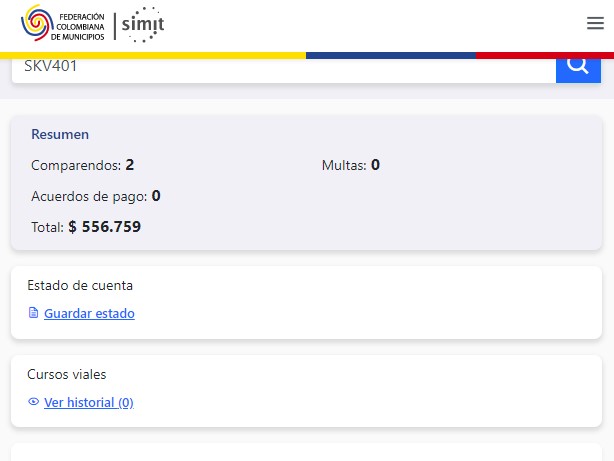 FEDERACIÓN
COLOMBIANA
DE MUNICIPIOS
simit
SKV401
Resumen
Comparendos: 2
Multas: 0
Acuerdos de pago: 0
Total: $ 556.759
Estado de cuenta
Guardar estado
Cursos viales
Ver historial (0)